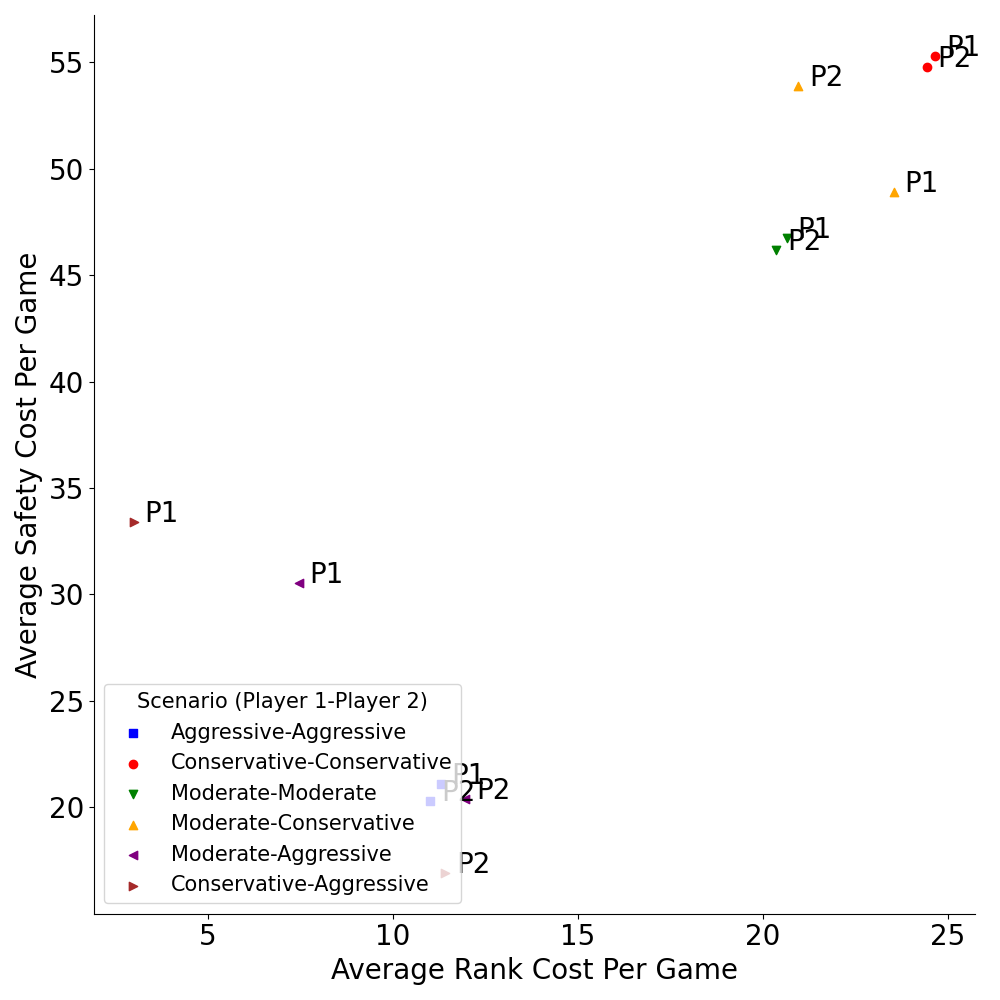 55
50
45
40
35
30
25
20
Average Safety Cost Per Game
P1
P2
P2
P1
P1
P2
P1
P1
P1
P2
P2
P2
Scenario (Player 1-Player 2)
Aggressive-Aggressive
Conservative-Conservative
Moderate-Moderate
Moderate-Conservative
Moderate-Aggressive
Conservative-Aggressive
5
10
15
20
25
Average Rank Cost Per Game